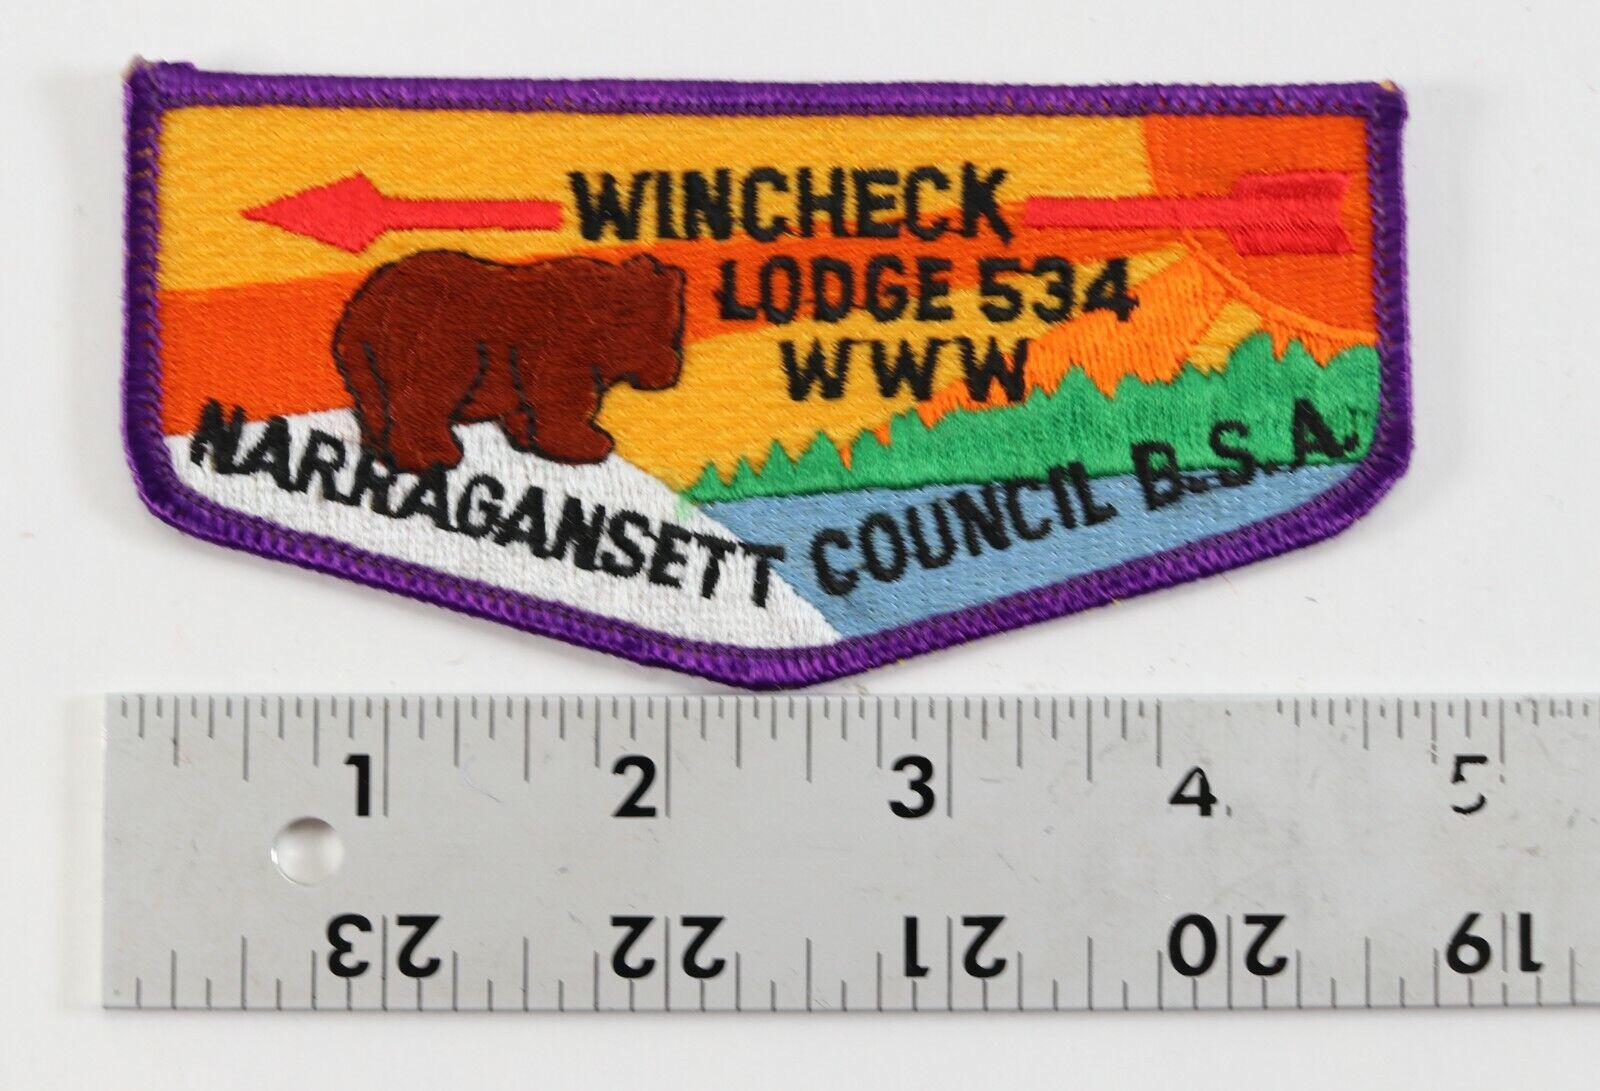 WINCHECK
LODGE 534
WWW
NARRAGANSETT COUNCIL B.S.A.
1 2 3 4 5
23 22 21 20 19